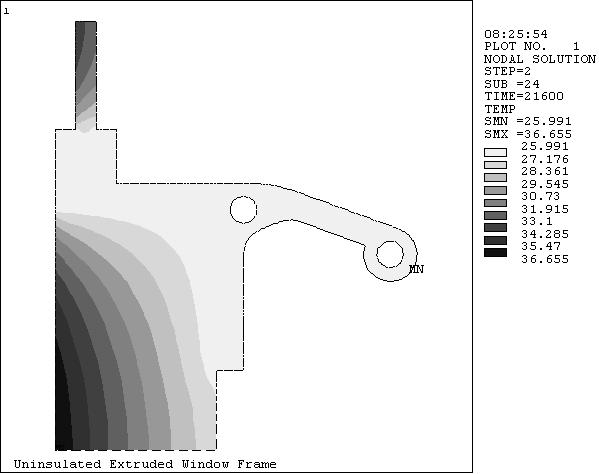 1
08:25:54
PLOT NO. 1
NODAL SOLUTION
STEP=2
SUB =24
TIME=21600
TEMP
SMN =25.991
SMX =36.655
25.991
27.176
28.361
29.545
30.73
31.915
33.1
34.285
35.47
36.655
MN
Uninsulated Extruded Window Frame